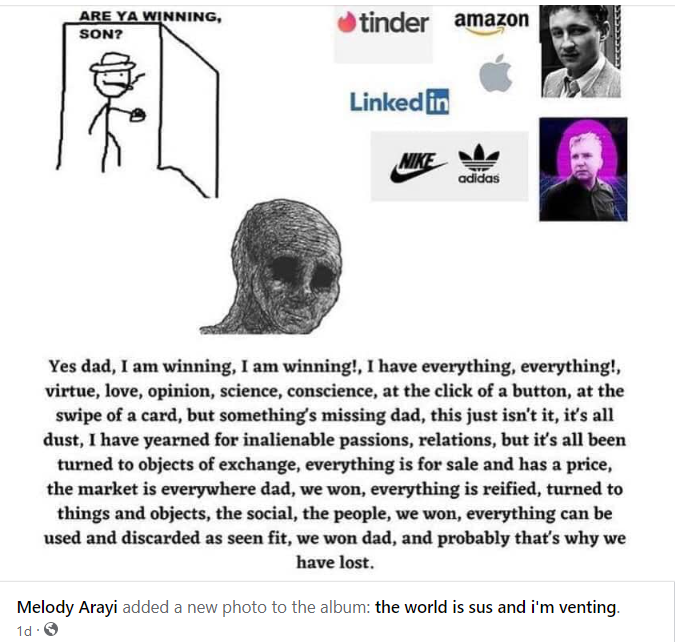 ARE YA WINNING,
SON?
tinder
amazon
Linked in
NIKE
adidas
Yes dad, I am winning, I am winning!, I have everything, everything!,
virtue, love, opinion, science, conscience, at the click of a button, at the
swipe of a card, but something's missing dad, this just isn't it, it's all
dust, I have yearned for inalienable passions, relations, but it's all been
turned to objects of exchange, everything is for sale and has a price,
the market is everywhere dad, we won, everything is reified, turned to
things and objects, the social, the people, we won, everything can be
used and discarded as seen fit, we won dad, and probably that's why we
have lost.
Melody Arayi added a new photo to the album: the world is sus and i'm venting.
1d ·